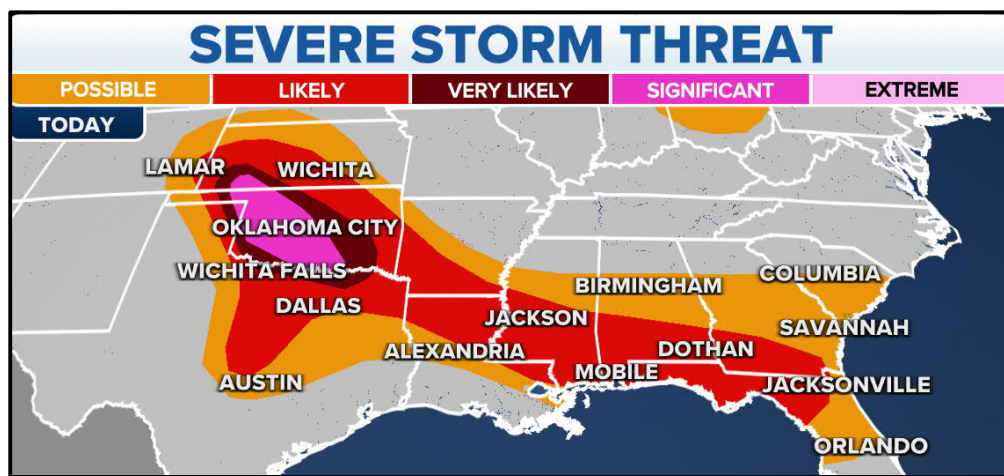 SEVERE STORM THREAT
POSSIBLE LIKELY VERY LIKELY SIGNIFICANT EXTREME
TODAY
LAMAR WICHITA
OKLAHOMA CITY
WICHITA FALLS
DALLAS
BIRMINGHAM COLUMBIA
JACKSON SAVANNAH
ALEXANDRIA DOTHAN
AUSTIN MOBILE JACKSONVILLE
ORLANDO